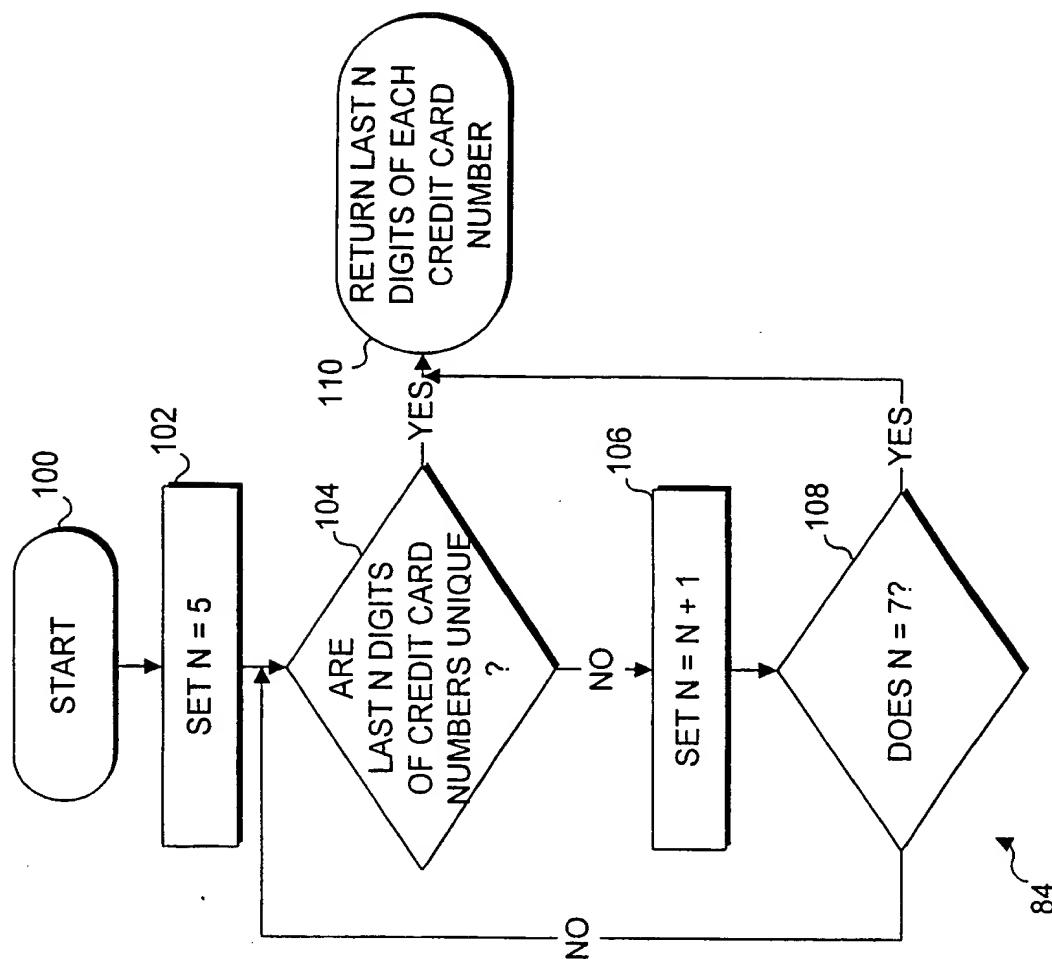 100
START
102
SET N = 5
104
ARE
LAST N DIGITS
OF CREDIT CARD
NUMBERS UNIQUE
?
YES
110
RETURN LAST N
DIGITS OF EACH
CREDIT CARD
NUMBER
NO
106
SET N = N + 1
108
DOES N = 7?
YES
NO
84